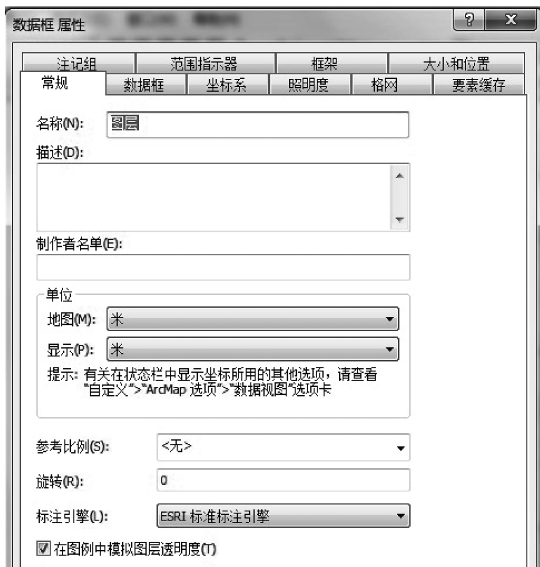 数据框 属性
注记组 范围指示器 框架 大小和位置
常规 数据框 坐标系 照明度 格网 要素缓存
名称(N): 图层
描述(D):
制作者名单(E):
单位
地图(M): 米
显示(P): 米
提示: 有关在状态栏中显示坐标所用的其他选项，请查看
"自定义">"ArcMap 选项">"数据视图"选项卡
参考比例(S): <无>
旋转(R): 0
标注引擎(L): ESRI 标准标注引擎
在图例中模拟图层透明度(T)